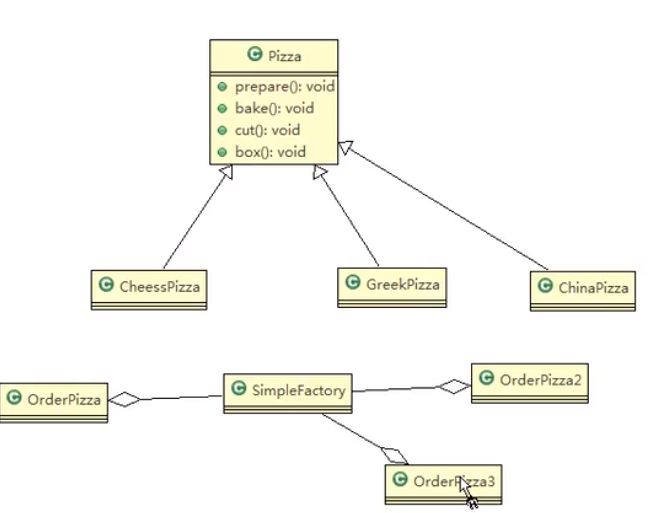 C Pizza
prepare(): void
bake(): void
cut(): void
box(): void
C CheessPizza
C GreekPizza
C ChinaPizza
C OrderPizza
C SimpleFactory
C OrderPizza2
C OrderPizza3